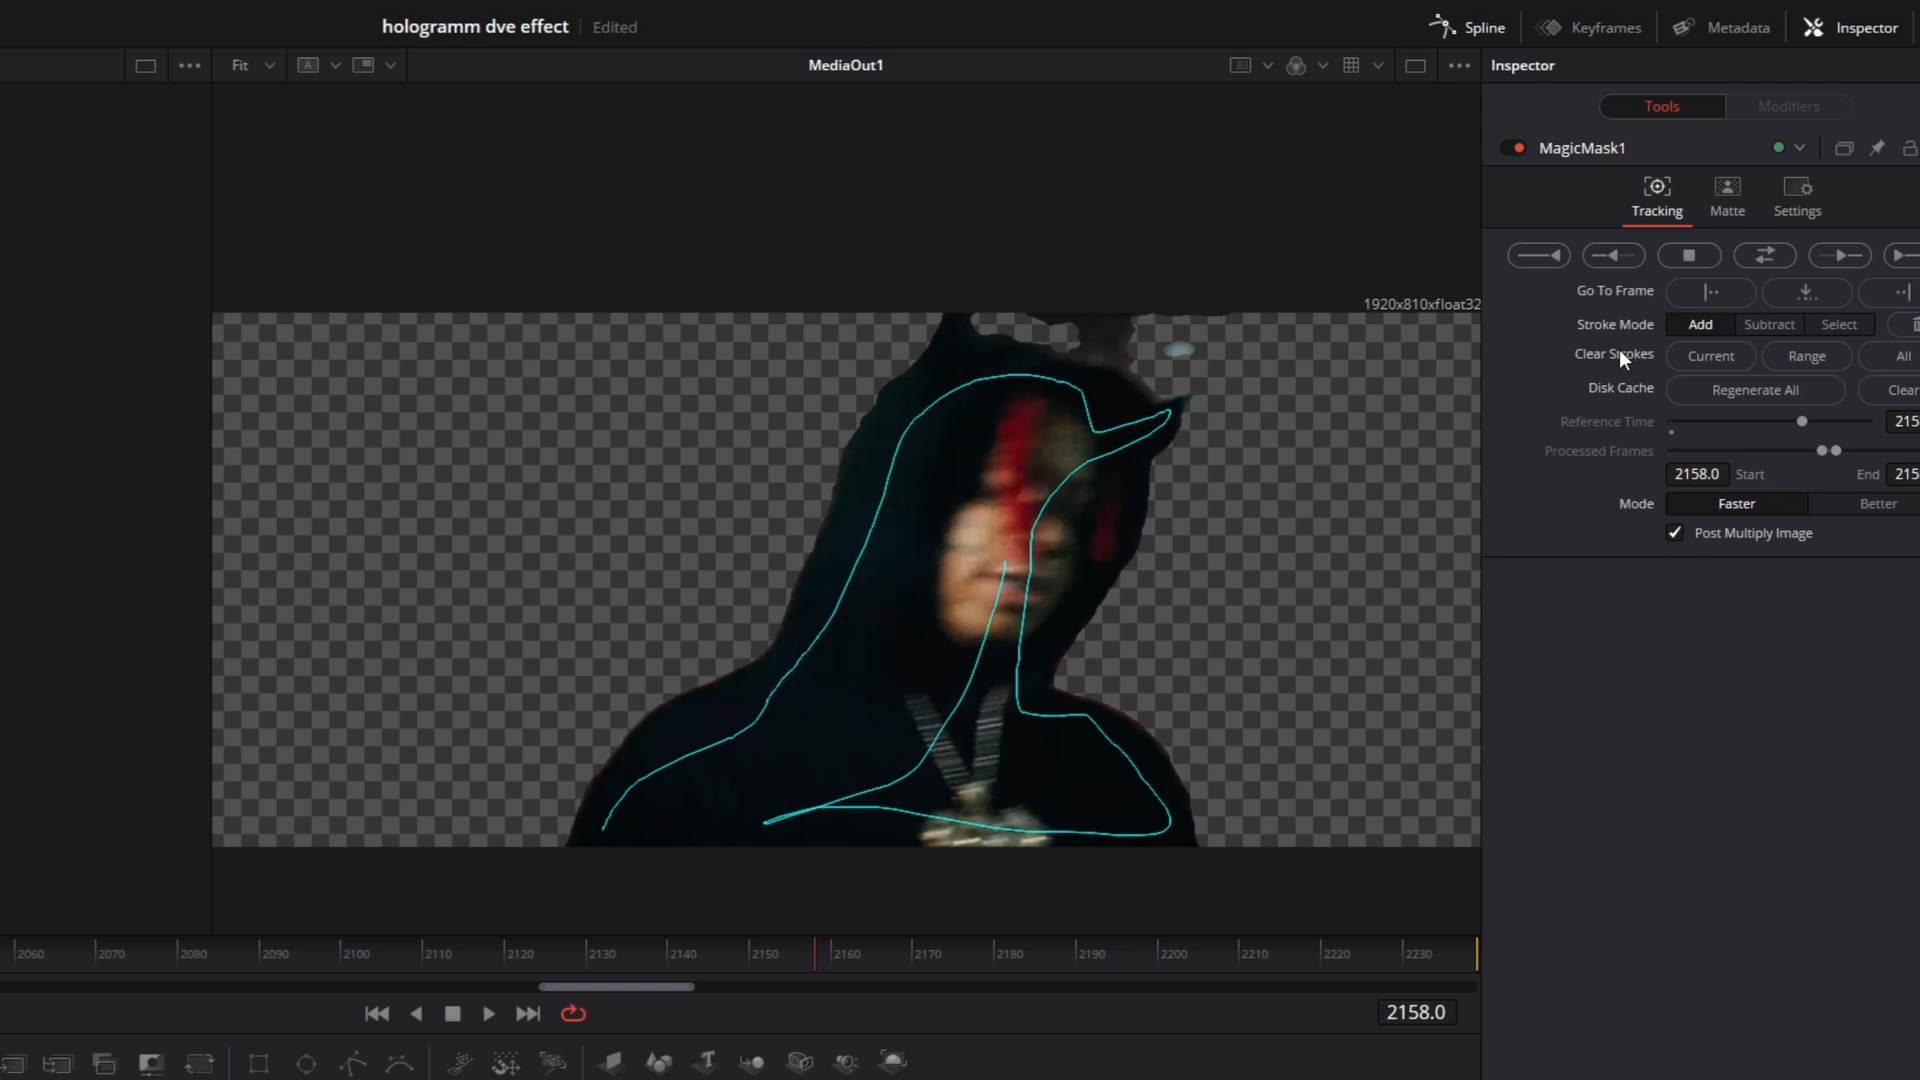 hologramm dve effect Edited Spline Keyframes Metadata Inspector
Fit A MediaOut1 Inspector
Tools Modifiers
MagicMask1
Tracking Matte Settings
Go To Frame
1920x810xfloat32
Stroke Mode Add Subtract Select
Clear Strokes Current Range All
Disk Cache Regenerate All Clear
Reference Time 215
Processed Frames
2158.0 Start End 215
Mode Faster Better
Post Multiply Image
2060 2070 2080 2090 2100 2110 2120 2130 2140 2150 2160 2170 2180 2190 2200 2210 2220 2230
2158.0
T